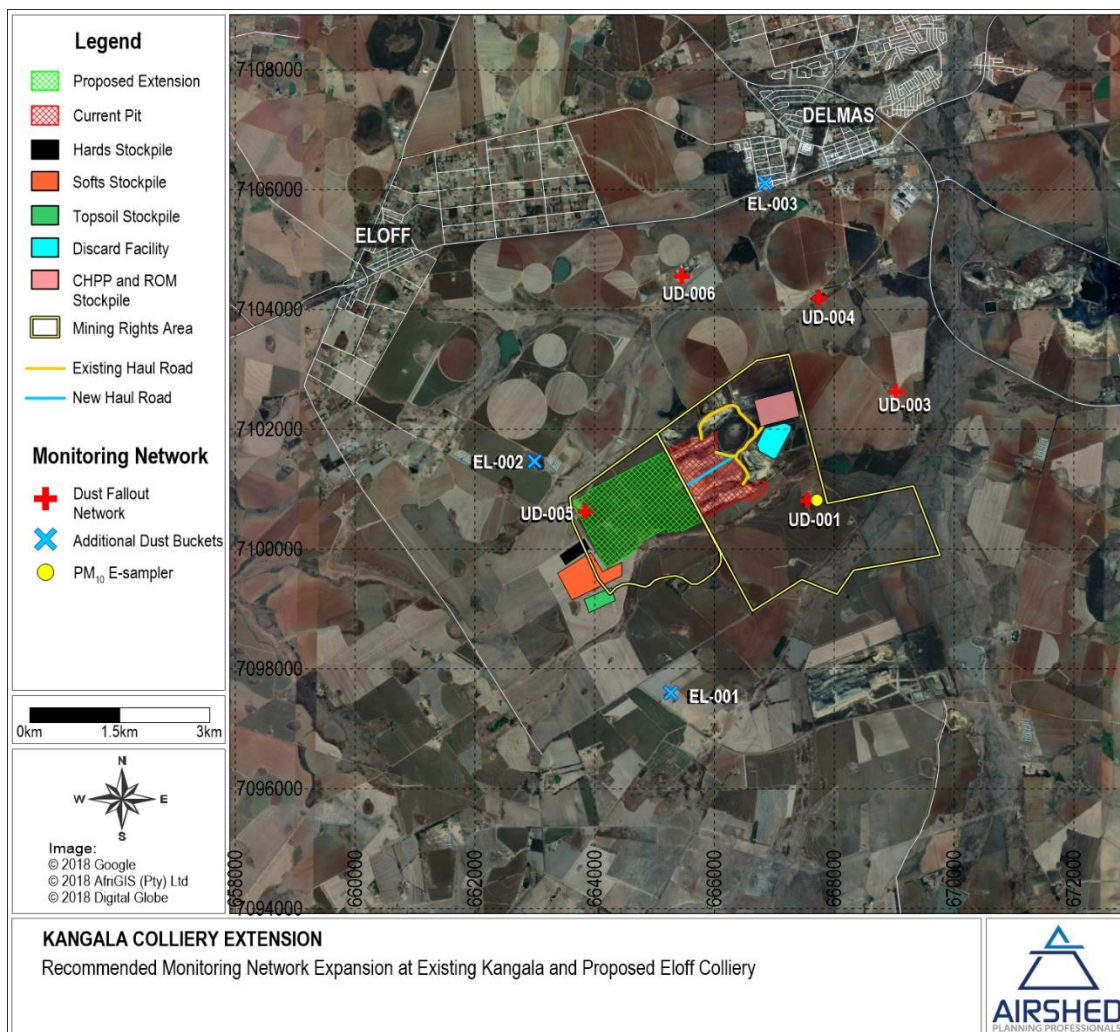 Legend
Proposed Extension
Current Pit
Hards Stockpile
Softs Stockpile
Topsoil Stockpile
Discard Facility
CHPP and ROM
Stockpile
Mining Rights Area
Existing Haul Road
New Haul Road
Monitoring Network
Dust Fallout
Network
Additional Dust Buckets
PM₁₀ E-sampler
0km 1.5km 3km
N
W E
S
Image:
© 2018 Google
© 2018 AfriGIS (Pty) Ltd
© 2018 Digital Globe
7108000
DELMAS
7106000
EL-003
ELOFF
UD-006
7104000
UD-004
UD-003
7102000
EL-002
UD-005
UD-001
7100000
7098000
EL-001
7096000
7094000
658000
660000
662000
664000
666000
668000
670000
672000
KANGALA COLLIERY EXTENSION
Recommended Monitoring Network Expansion at Existing Kangala and Proposed Eloff Colliery
AIRSHED
PLANNING PROFESSIONALS